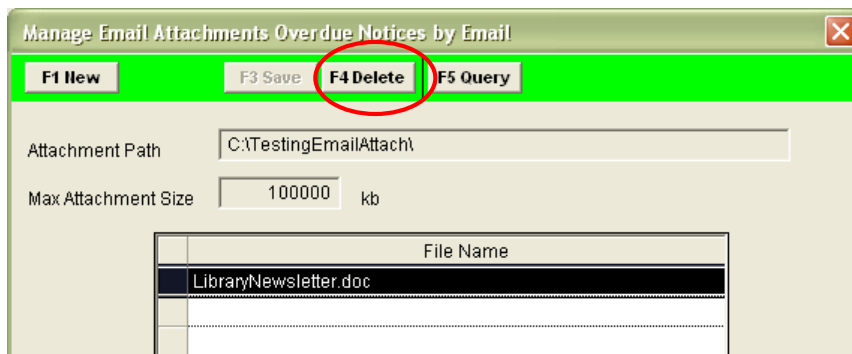 Manage Email Attachments Overdue Notices by Email
F1 New F3 Save F4 Delete F5 Query
Attachment Path C:\TestingEmailAttach\
Max Attachment Size 100000 kb
File Name
LibraryNewsletter.doc